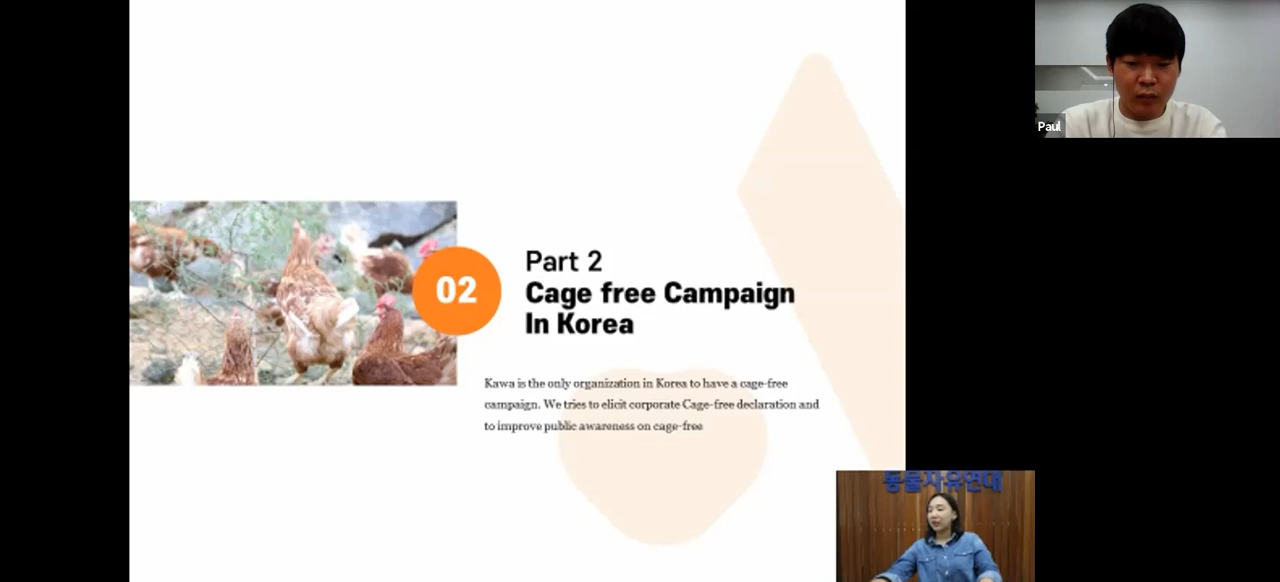 Paul
02
Part 2
Cage free Campaign
In Korea
Kawa is the only organization in Korea to have a cage-free
campaign. We tries to elicit corporate Cage-free declaration and
to improve public awareness on cage-free
동물자유연대